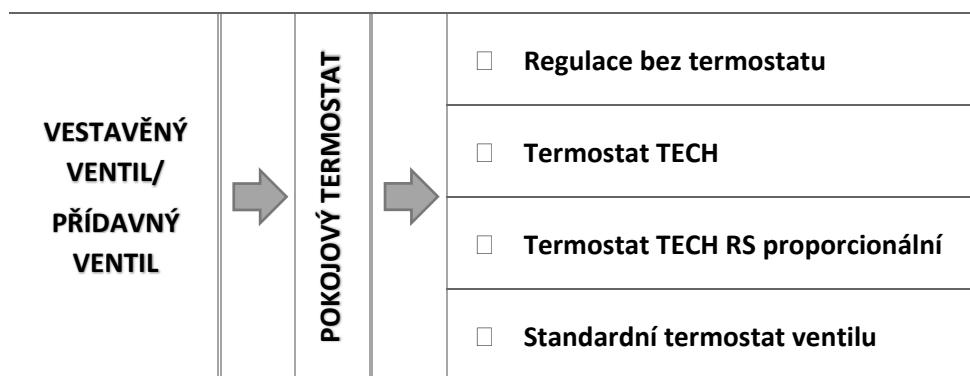 VESTAVĚNÝ
VENTIL/
PŘÍDAVNÝ
VENTIL
POKOJOVÝ TERMOSTAT
Regulace bez termostatu
Termostat TECH
Termostat TECH RS proporcionální
Standardní termostat ventilu